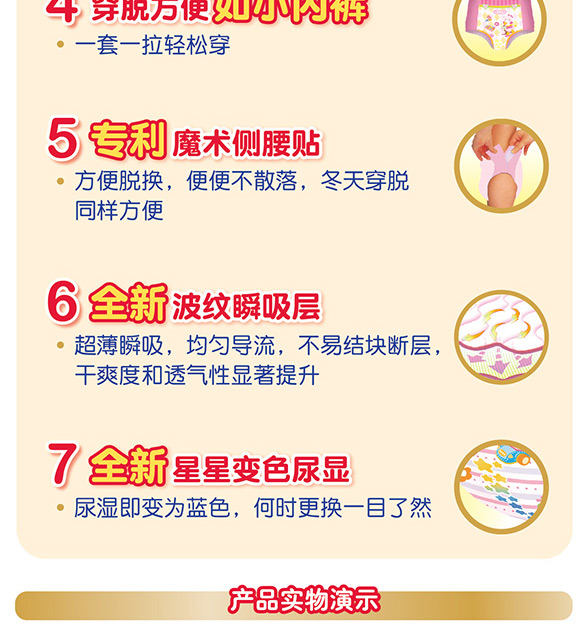 4 穿脱方便如小内裤
• 一套一拉轻松穿
5 专利魔术侧腰贴
• 方便脱换，便便不散落，冬天穿脱
同样方便
6 全新波纹瞬吸层
• 超薄瞬吸，均匀导流，不易结块断层，
干爽度和透气性显著提升
7 全新星星变色尿显
• 尿湿即变为蓝色，何时更换一目了然
产品实物演示